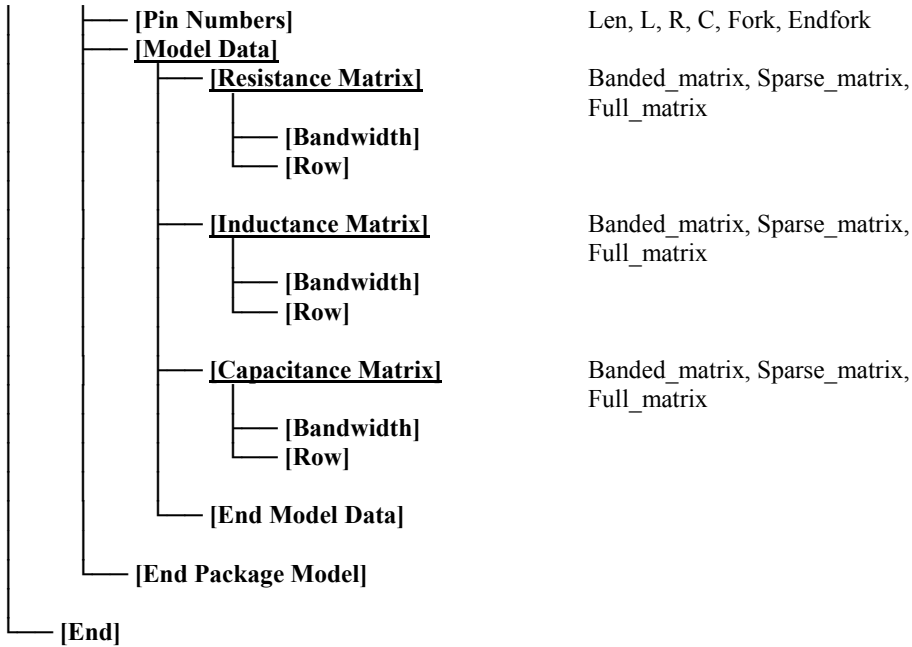 [Pin Numbers] Len, L, R, C, Fork, Endfork
[Model Data]
[Resistance Matrix] Banded_matrix, Sparse_matrix,
Full_matrix
[Bandwidth]
[Row]
[Inductance Matrix] Banded_matrix, Sparse_matrix,
Full_matrix
[Bandwidth]
[Row]
[Capacitance Matrix] Banded_matrix, Sparse_matrix,
Full_matrix
[Bandwidth]
[Row]
[End Model Data]
[End Package Model]
[End]